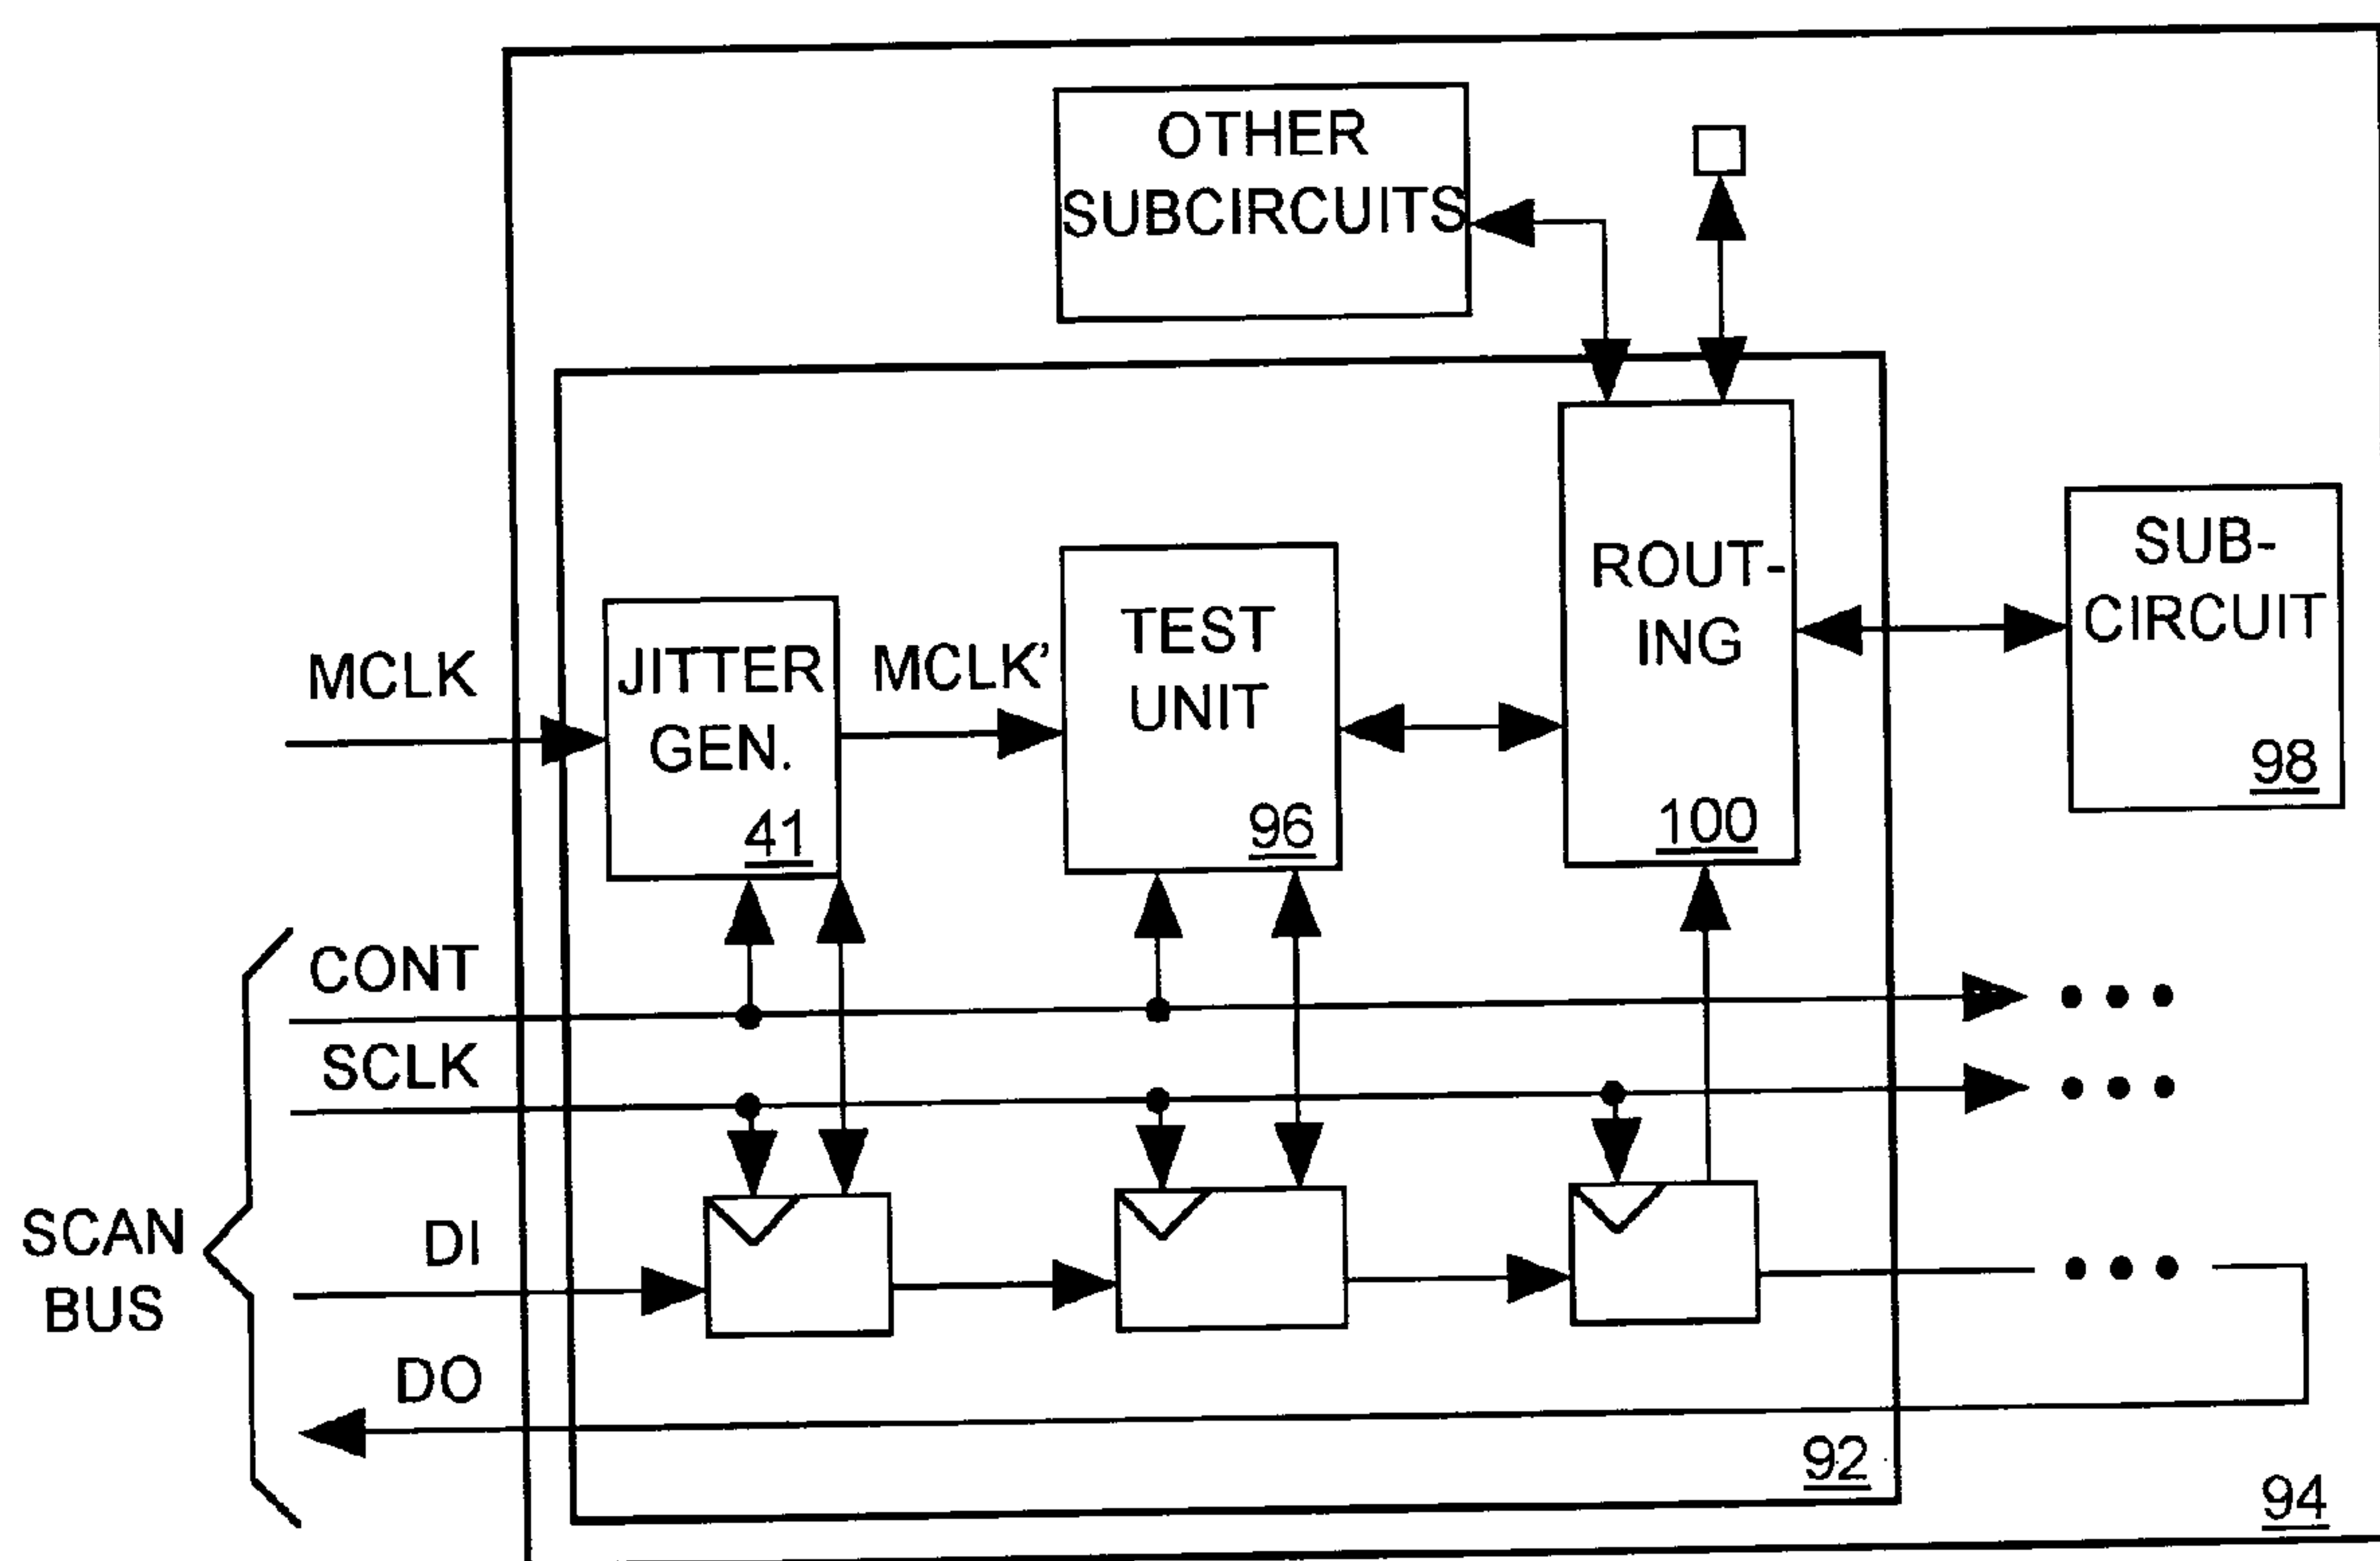 OTHER
SUBCIRCUITS
SUB-
CIRCUIT
98
ROUT-
ING
100
TEST
UNIT
96
MCLK
JITTER
GEN.
41
MCLK’
CONT
SCLK
SCAN
BUS
DI
DO
92
94